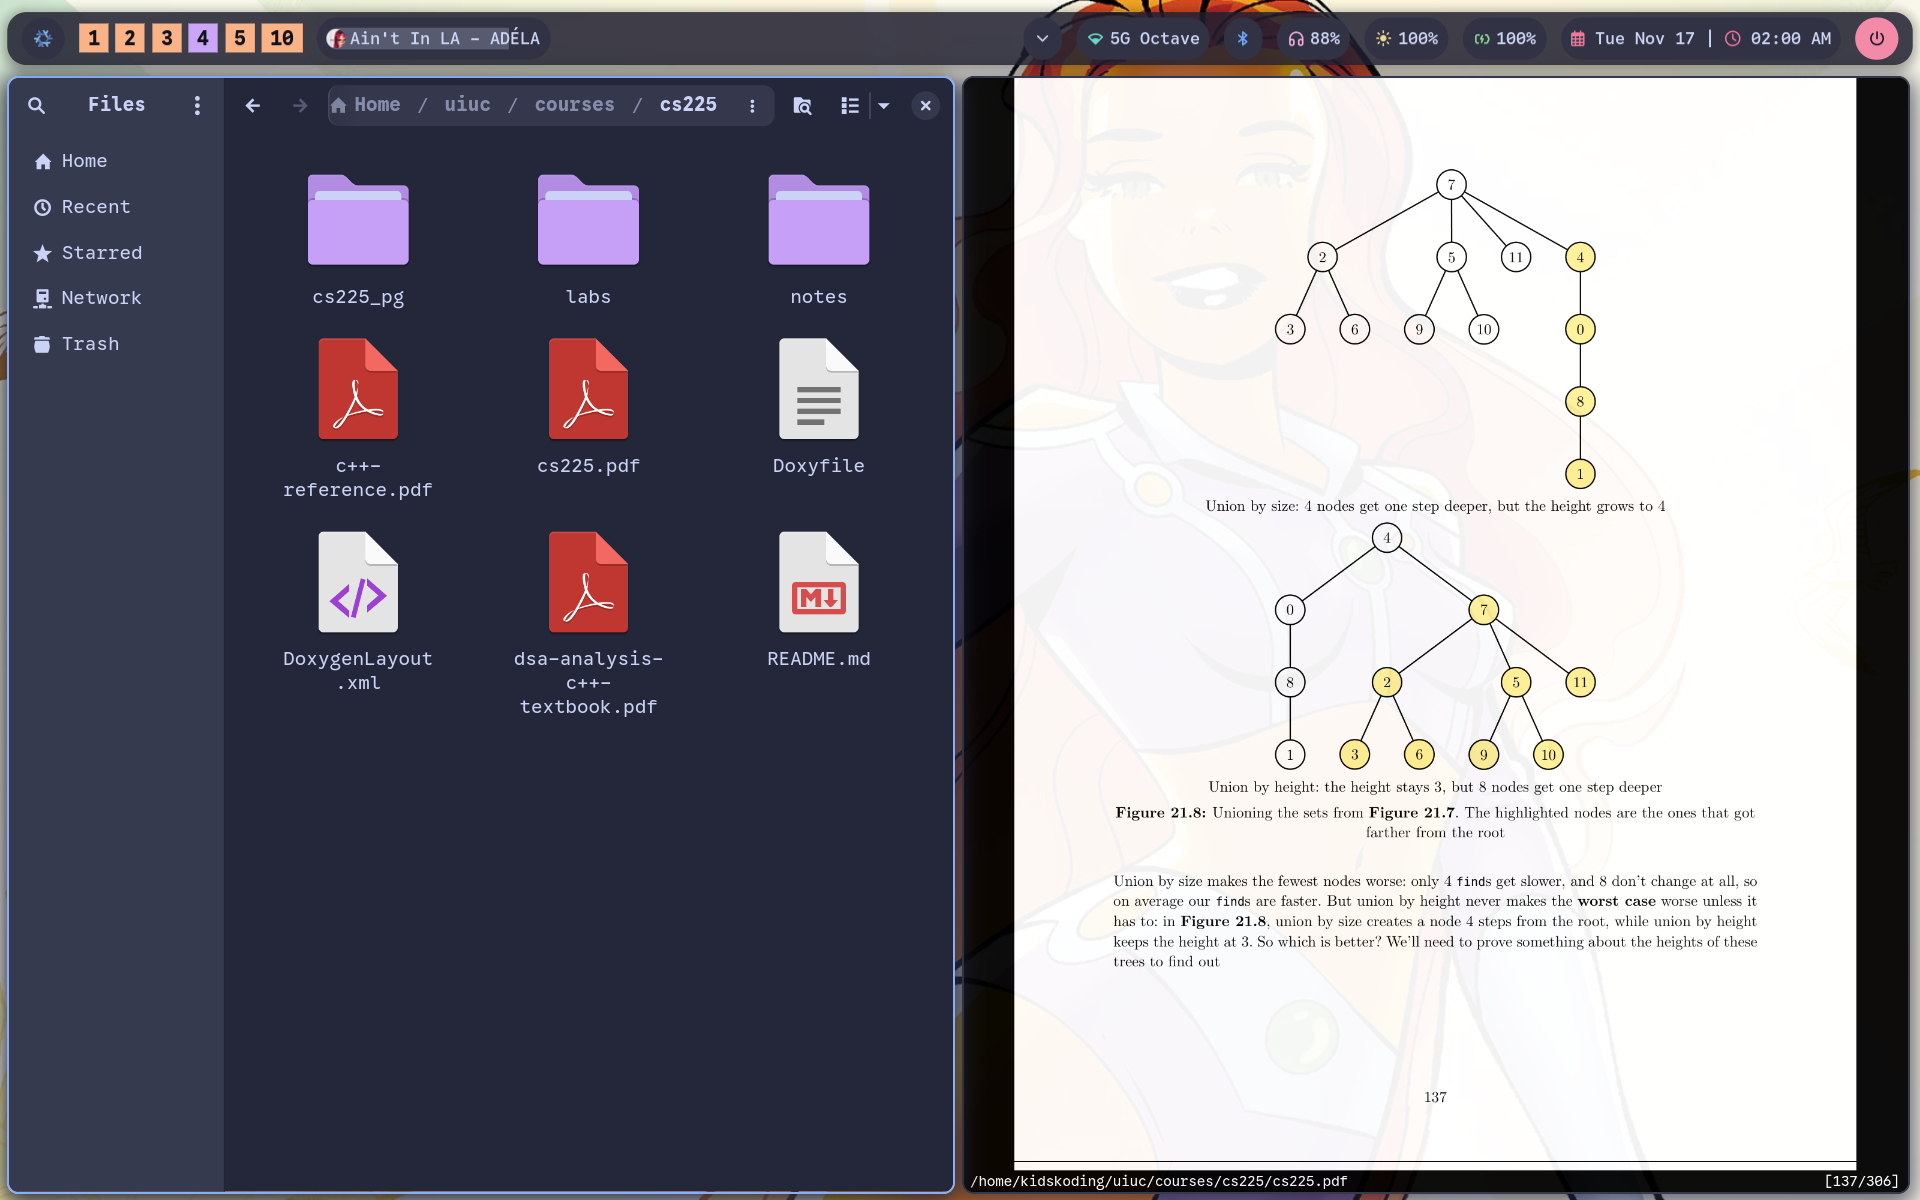 1 2 3 4 5 10 Ain't In LA - ADÉLA 5G Octave 88% 100% 100% Tue Nov 17 | 02:00 AM
Files
Home / uiuc / courses / cs225
Home
Recent
Starred
Network
Trash
cs225_pg labs notes
c++-
reference.pdf
cs225.pdf
Doxyfile
DoxygenLayout
.xml
dsa-analysis-
c++-
textbook.pdf
README.md
7
2 5 11 4
3 6 9 10 0
8
1
Union by size: 4 nodes get one step deeper, but the height grows to 4
4
0 7
8 2 5 11
1 3 6 9 10
Union by height: the height stays 3, but 8 nodes get one step deeper
Figure 21.8: Unioning the sets from Figure 21.7. The highlighted nodes are the ones that got
farther from the root
Union by size makes the fewest nodes worse: only 4 finds get slower, and 8 don't change at all, so
on average our finds are faster. But union by height never makes the worst case worse unless it
has to: in Figure 21.8, union by size creates a node 4 steps from the root, while union by height
keeps the height at 3. So which is better? We'll need to prove something about the heights of these
trees to find out
137
/home/kidskoding/uiuc/courses/cs225/cs225.pdf [137/306]